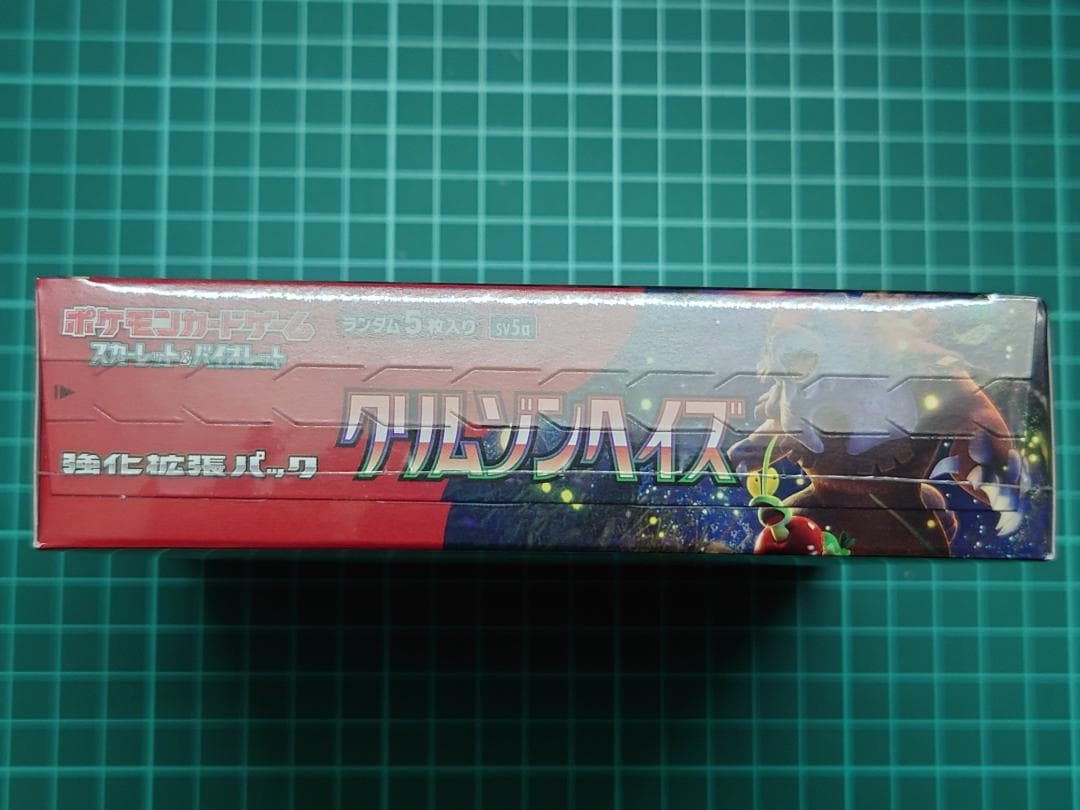 ポケモンカードゲーム
スカーレット&バイオレット
ランダム5枚入り SV5a
クリムゾンヘイズ
強化拡張パック